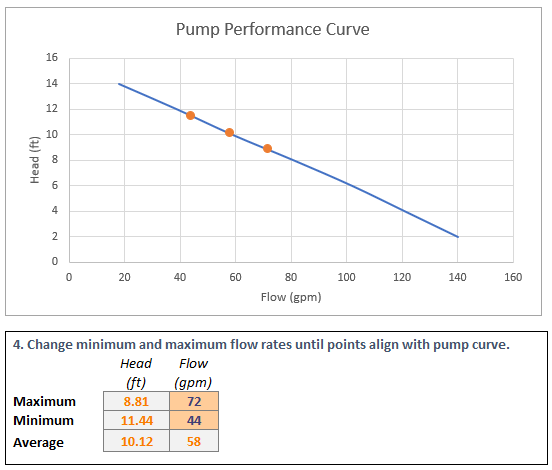 Pump Performance Curve
16
14
12
10
8
6
4
2
0
Head (ft)
0 20 40 60 80 100 120 140 160
Flow (gpm)
4. Change minimum and maximum flow rates until points align with pump curve.
Head Flow
(ft) (gpm)
Maximum 8.81 72
Minimum 11.44 44
Average 10.12 58